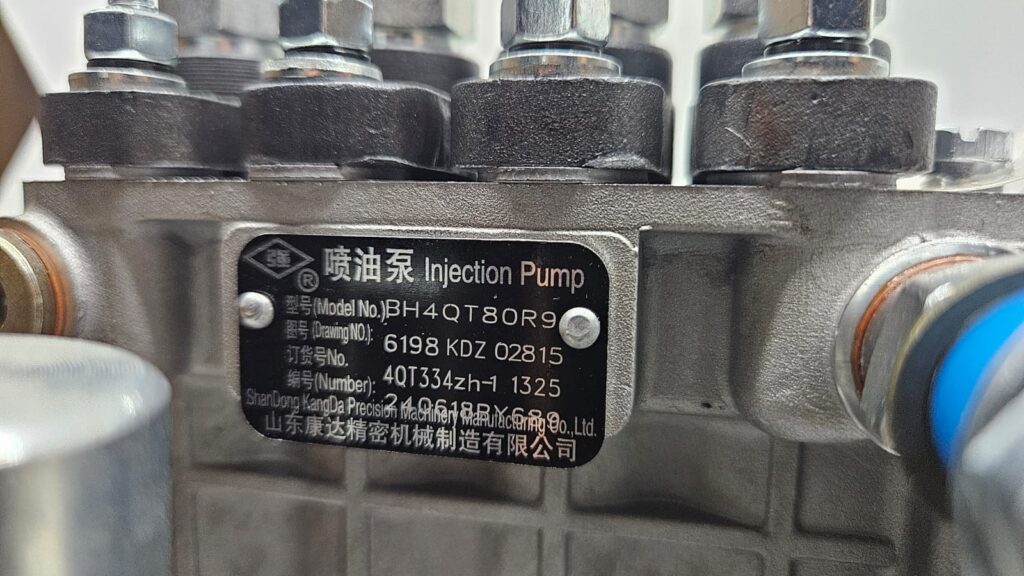 ® 喷油泵 Injection Pump
型号(Model No.) BH4QT80R9
图号(Drawing NO.): 6198 KDZ 02815
订货号No. 4QT334zh-1 1325
编号(Number): 240618BY689
ShanDong KangDa Precision Machinery Manufacturing Co.,Ltd.
山东康达精密机械制造有限公司